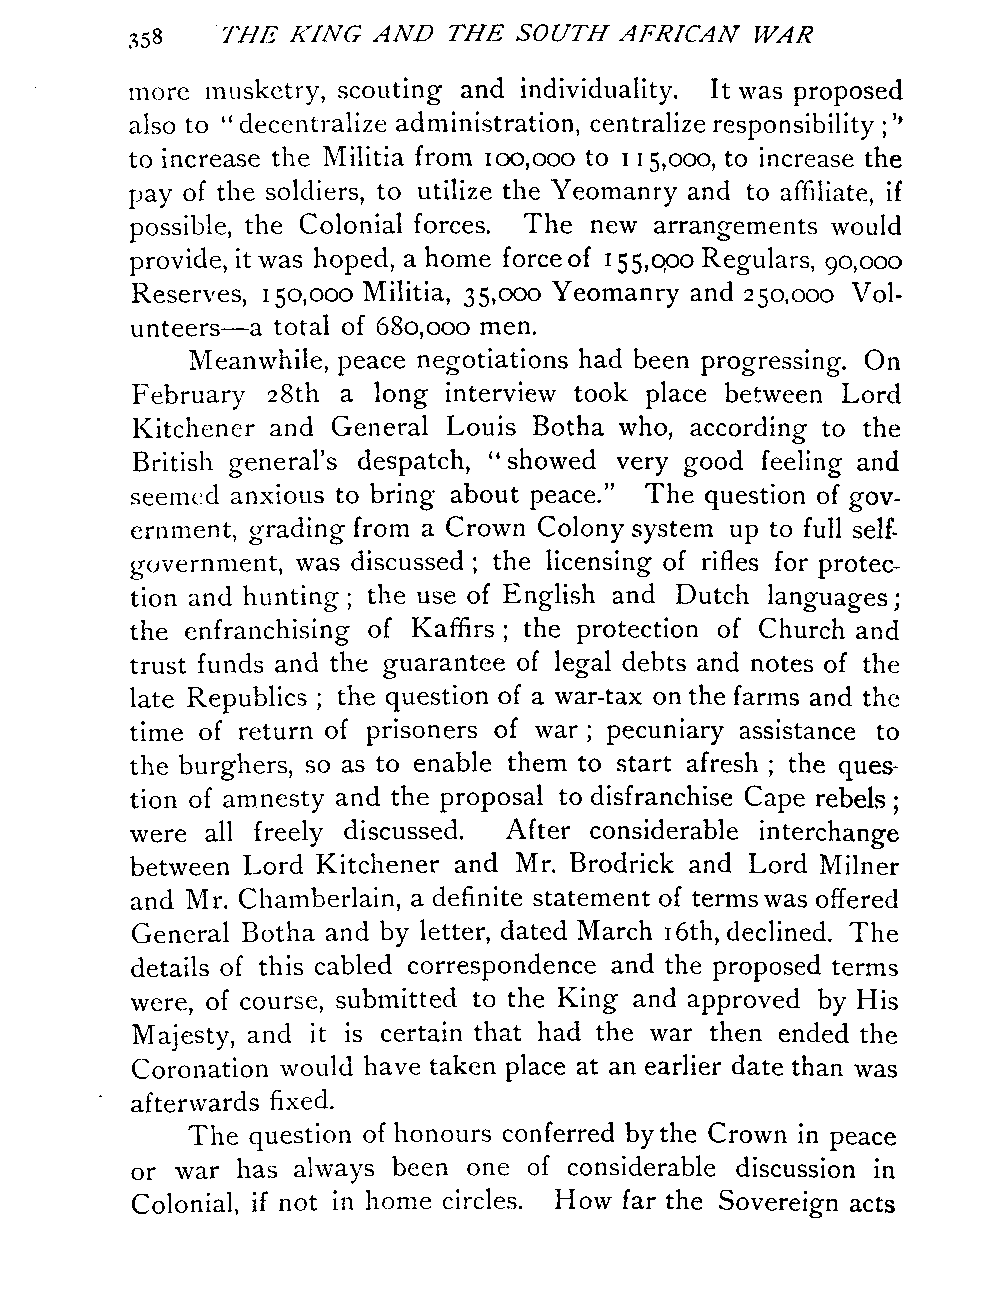 358 THE KING AND THE SOUTH AFRICAN WAR
more musketry, scouting and individuality. It was proposed
also to "decentralize administration, centralize responsibility;"
to increase the Militia from 100,000 to 115,000, to increase the
pay of the soldiers, to utilize the Yeomanry and to affiliate, if
possible, the Colonial forces. The new arrangements would
provide, it was hoped, a home force of 155,000 Regulars, 90,000
Reserves, 150,000 Militia, 35,000 Yeomanry and 250,000 Vol-
unteers—a total of 680,000 men.
Meanwhile, peace negotiations had been progressing. On
February 28th a long interview took place between Lord
Kitchener and General Louis Botha who, according to the
British general's despatch, "showed very good feeling and
seemed anxious to bring about peace." The question of gov-
ernment, grading from a Crown Colony system up to full self-
government, was discussed; the licensing of rifles for protec-
tion and hunting; the use of English and Dutch languages;
the enfranchising of Kaffirs; the protection of Church and
trust funds and the guarantee of legal debts and notes of the
late Republics; the question of a war-tax on the farms and the
time of return of prisoners of war; pecuniary assistance to
the burghers, so as to enable them to start afresh; the ques-
tion of amnesty and the proposal to disfranchise Cape rebels;
were all freely discussed. After considerable interchange
between Lord Kitchener and Mr. Brodrick and Lord Milner
and Mr. Chamberlain, a definite statement of terms was offered
General Botha and by letter, dated March 16th, declined. The
details of this cabled correspondence and the proposed terms
were, of course, submitted to the King and approved by His
Majesty, and it is certain that had the war then ended the
Coronation would have taken place at an earlier date than was
afterwards fixed.
The question of honours conferred by the Crown in peace
or war has always been one of considerable discussion in
Colonial, if not in home circles. How far the Sovereign acts